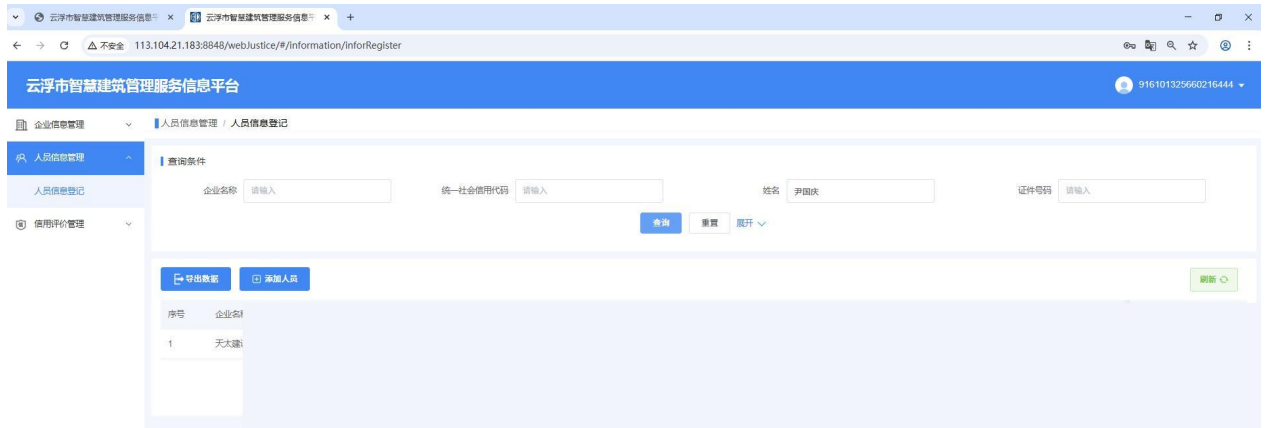 云浮市智慧建筑管理服务信息平 云浮市智慧建筑管理服务信息平
不安全 113.104.21.183:8848/webJustice/#/information/inforRegister
云浮市智慧建筑管理服务信息平台 916101325660216444
企业信息管理 人员信息管理 / 人员信息登记
人员信息管理 查询条件
人员信息登记 企业名称 请输入 统一社会信用代码 请输入 姓名 尹国庆 证件号码 请输入
信用评价管理 查询 重置 展开
导出数据 添加人员 刷新
序号 企业名
1 天太建